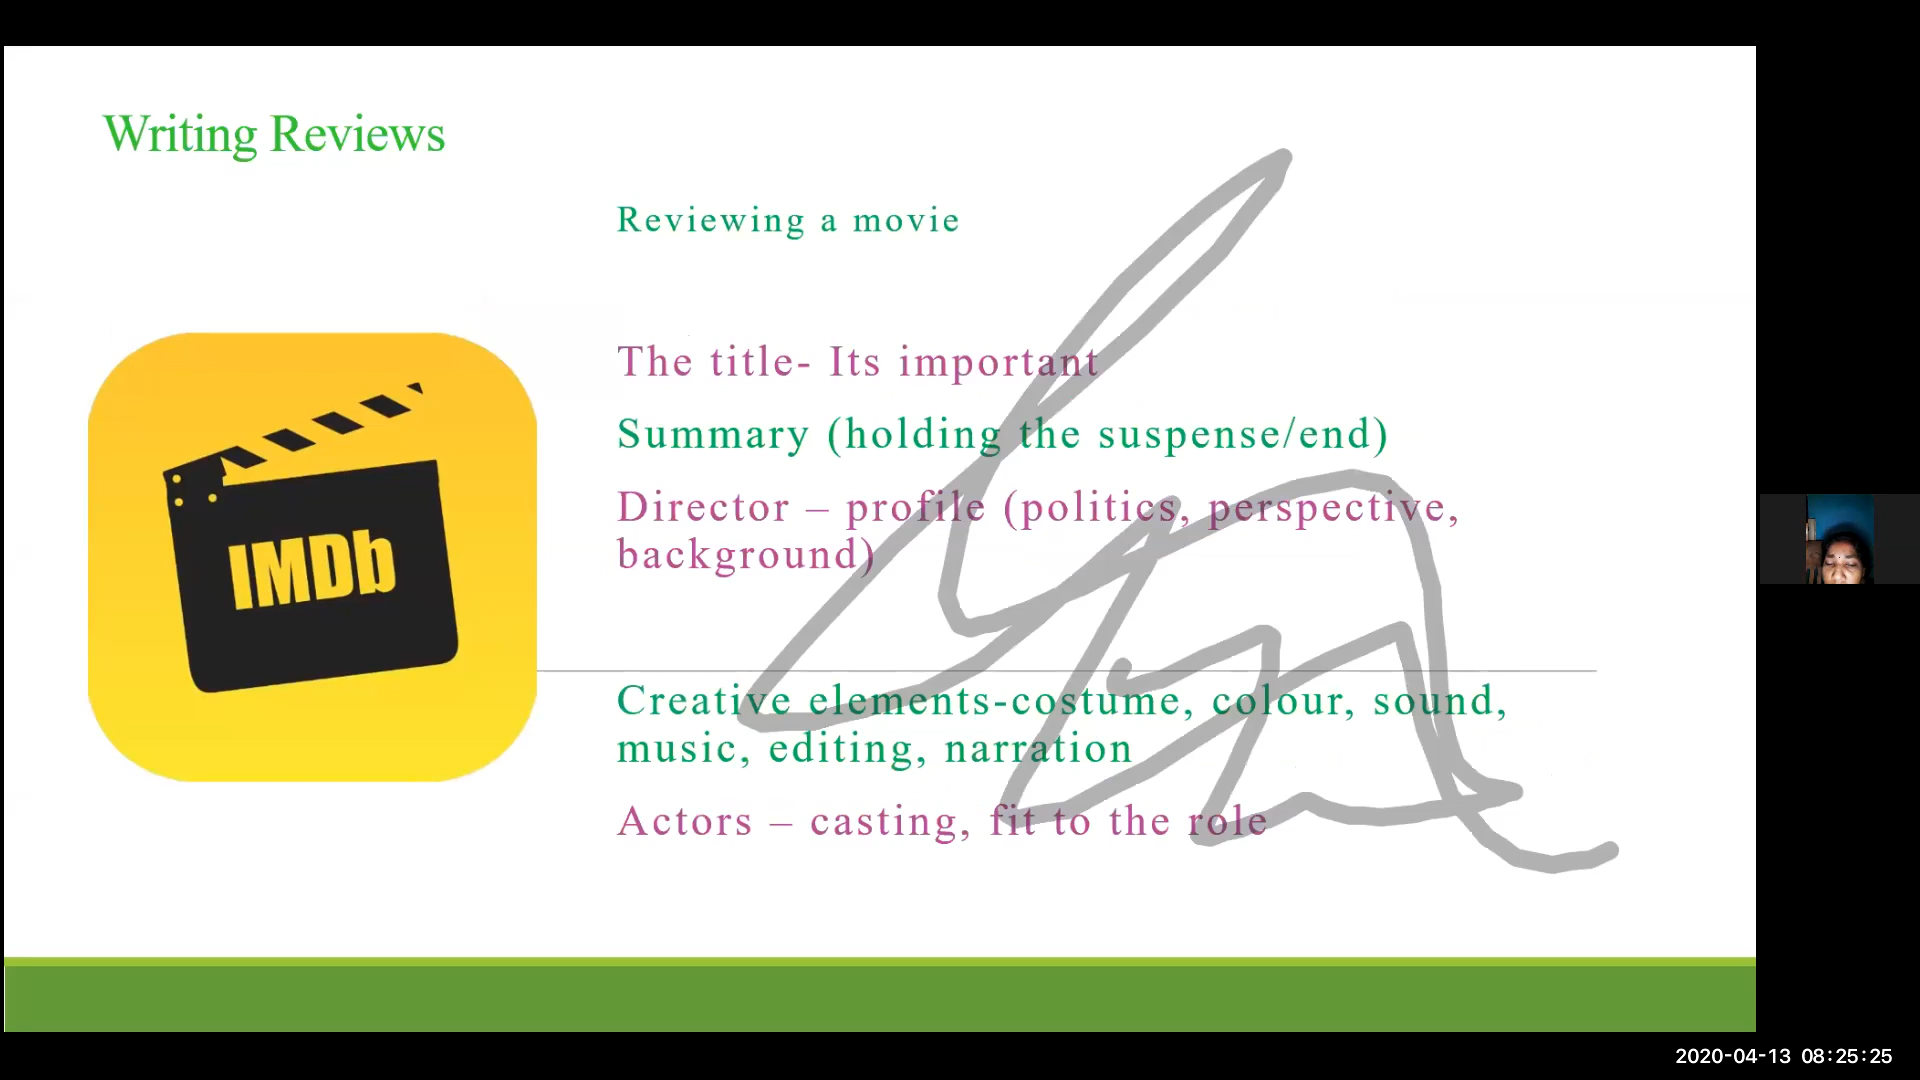 Writing Reviews
Reviewing a movie
The title- Its important
Summary (holding the suspense/end)
Director – profile (politics, perspective,
background)
IMDb
Creative elements-costume, colour, sound,
music, editing, narration
Actors – casting, fit to the role
2020-04-13 08:25:25